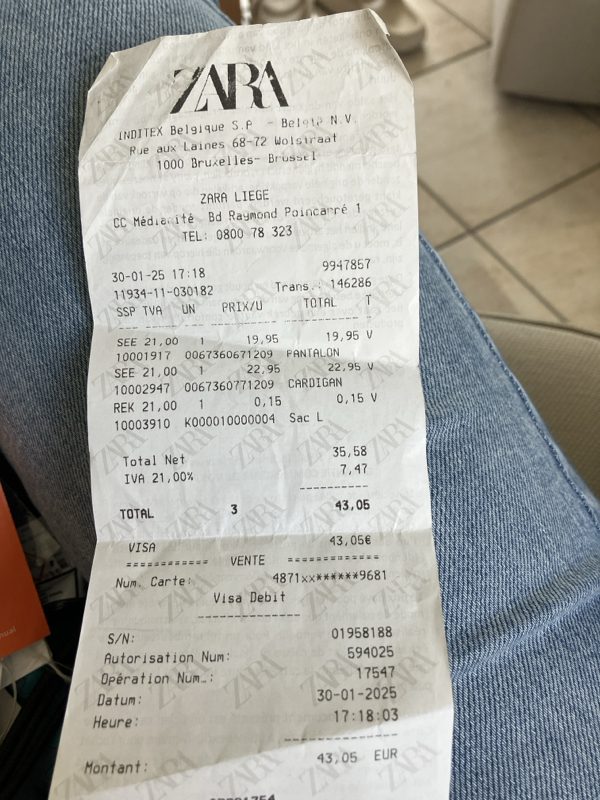 ZARA
INDITEX Belgique S.A. - België N.V.
Rue aux Laines 68-72 Wolstraat
1000 Bruxelles- Brussel
ZARA LIEGE
CC Médiacité Bd Raymond Poincarré 1
TEL: 0800 78 323
9947857
30-01-25 17:18
11934-11-030182 Trans.: 146286
SSP TVA UN PRIX/U TOTAL T
SEE 21,00 1 19,95 19,95 V
10001917 0067360671209 PANTALON
SEE 21,00 1 22,95 22,95 V
10002947 0067360771209 CARDIGAN
REK 21,00 1 0,15 0,15 V
10003910 K000010000004 Sac L
Total Net 35,58
IVA 21,00% 7,47
TOTAL 3 43,05
VISA 43,05€
============ VENTE =============
Num. Carte: 4871xx******9681
Visa Debit
S/N: 01958188
Autorisation Num: 594025
Opération Num.: 17547
Datum: 30-01-2025
Heure: 17:18:03
Montant: 43,05 EUR